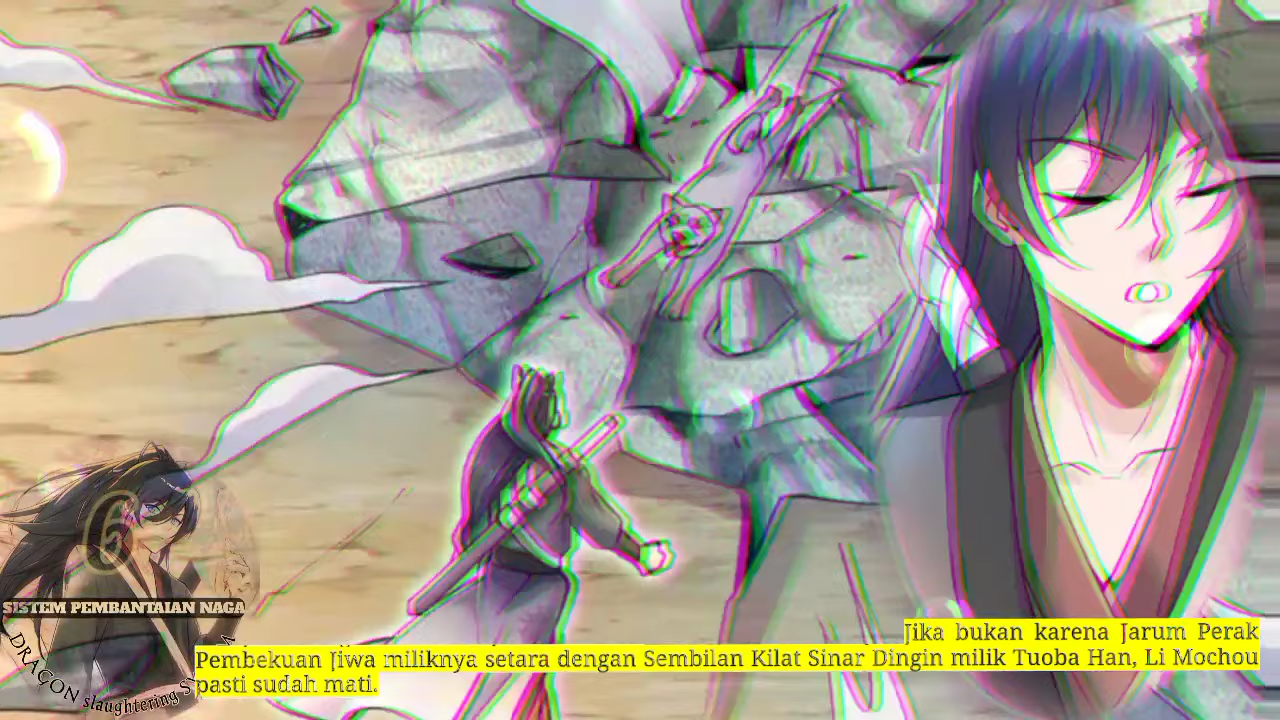 6
SISTEM PEMBANTAIAN NAGA
DRAGON slaughtering S
Jika bukan karena Jarum Perak
Pembekuan Jiwa miliknya setara dengan Sembilan Kilat Sinar Dingin milik Tuoba Han, Li Mochou
pasti sudah mati.